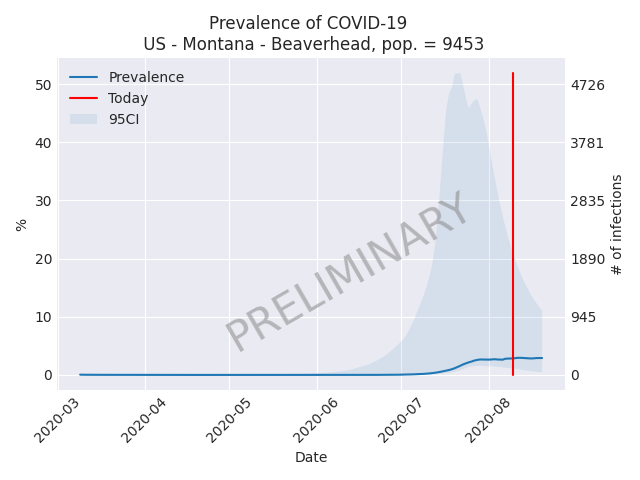 Prevalence of COVID-19
US - Montana - Beaverhead, pop. = 9453
Prevalence
Today
95CI
PRELIMINARY
50
40
30
20
10
0
%
4726
3781
2835
1890
945
0
# of infections
2020-03
2020-04
2020-05
2020-06
2020-07
2020-08
Date